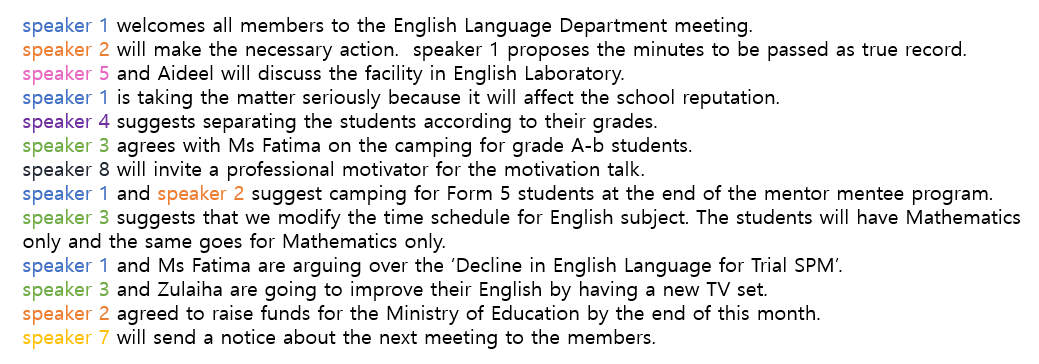 speaker 1 welcomes all members to the English Language Department meeting.
speaker 2 will make the necessary action.  speaker 1 proposes the minutes to be passed as true record.
speaker 5 and Aideel will discuss the facility in English Laboratory.
speaker 1 is taking the matter seriously because it will affect the school reputation.
speaker 4 suggests separating the students according to their grades.
speaker 3 agrees with Ms Fatima on the camping for grade A-b students.
speaker 8 will invite a professional motivator for the motivation talk.
speaker 1 and speaker 2 suggest camping for Form 5 students at the end of the mentor mentee program.
speaker 3 suggests that we modify the time schedule for English subject. The students will have Mathematics
only and the same goes for Mathematics only.
speaker 1 and Ms Fatima are arguing over the ‘Decline in English Language for Trial SPM’.
speaker 3 and Zulaiha are going to improve their English by having a new TV set.
speaker 2 agreed to raise funds for the Ministry of Education by the end of this month.
speaker 7 will send a notice about the next meeting to the members.